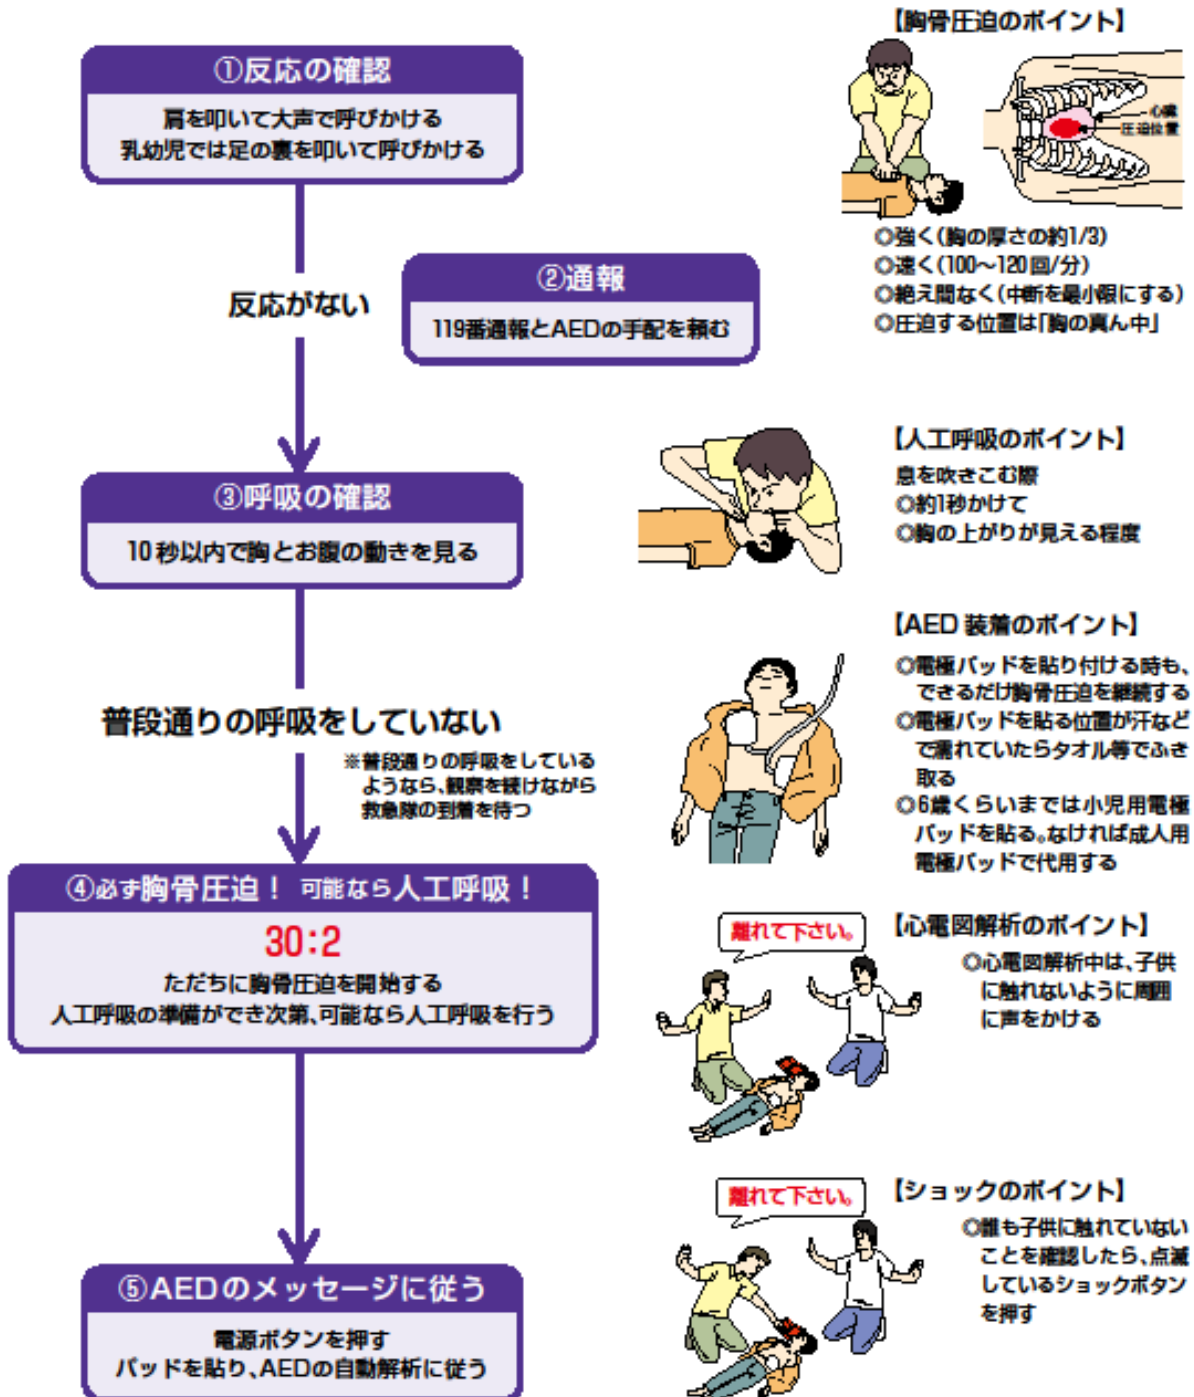 ①反応の確認
肩を叩いて大声で呼びかける
乳幼児では足の裏を叩いて呼びかける
反応がない
②通報
119番通報とAEDの手配を頼む
③呼吸の確認
10秒以内で胸とお腹の動きを見る
普段通りの呼吸をしていない
※普段通りの呼吸をしている
ようなら、観察を続けながら
救急隊の到着を待つ
④必ず胸骨圧迫！ 可能なら人工呼吸！
30：2
ただちに胸骨圧迫を開始する
人工呼吸の準備ができ次第、可能なら人工呼吸を行う
⑤AEDのメッセージに従う
電源ボタンを押す
パッドを貼り、AEDの自動解析に従う
【胸骨圧迫のポイント】
心臓
圧迫位置
◎強く（胸の厚さの約1/3）
◎速く（100～120回/分）
◎絶え間なく（中断を最小限にする）
◎圧迫する位置は「胸の真ん中」
【人工呼吸のポイント】
息を吹きこむ際
◎約1秒かけて
◎胸の上がりが見える程度
【AED 装着のポイント】
◎電極パッドを貼り付ける時も、
できるだけ胸骨圧迫を継続する
◎電極パッドを貼る位置が汗など
で濡れていたらタオル等でふき
取る
◎6歳くらいまでは小児用電極
パッドを貼る。なければ成人用
電極パッドで代用する
離れて下さい。
【心電図解析のポイント】
◎心電図解析中は、子供
に触れないように周囲
に声をかける
離れて下さい。
【ショックのポイント】
◎誰も子供に触れていない
ことを確認したら、点滅
しているショックボタン
を押す